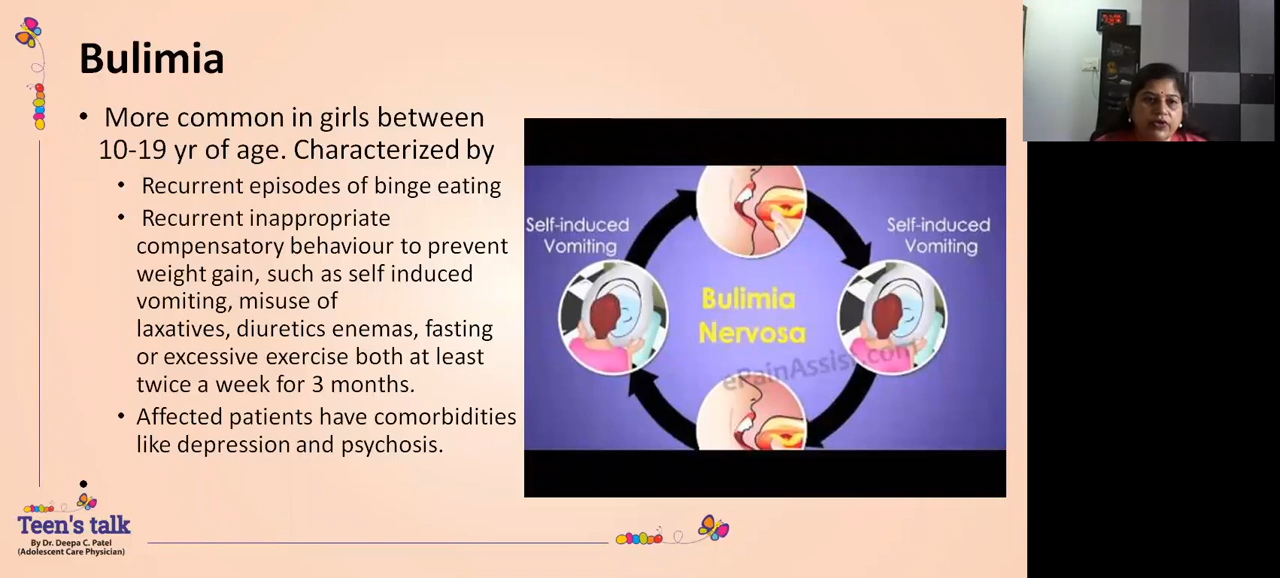 Bulimia
• More common in girls between
10-19 yr of age. Characterized by
• Recurrent episodes of binge eating
• Recurrent inappropriate
compensatory behaviour to prevent
weight gain, such as self induced
vomiting, misuse of
laxatives, diuretics enemas, fasting
or excessive exercise both at least
twice a week for 3 months.
• Affected patients have comorbidities
like depression and psychosis.
•
Self-induced
Vomiting
Self-induced
Vomiting
Bulimia
Nervosa
ePainAssist.com
Teen's talk
By Dr. Deepa C. Patel
(Adolescent Care Physician)